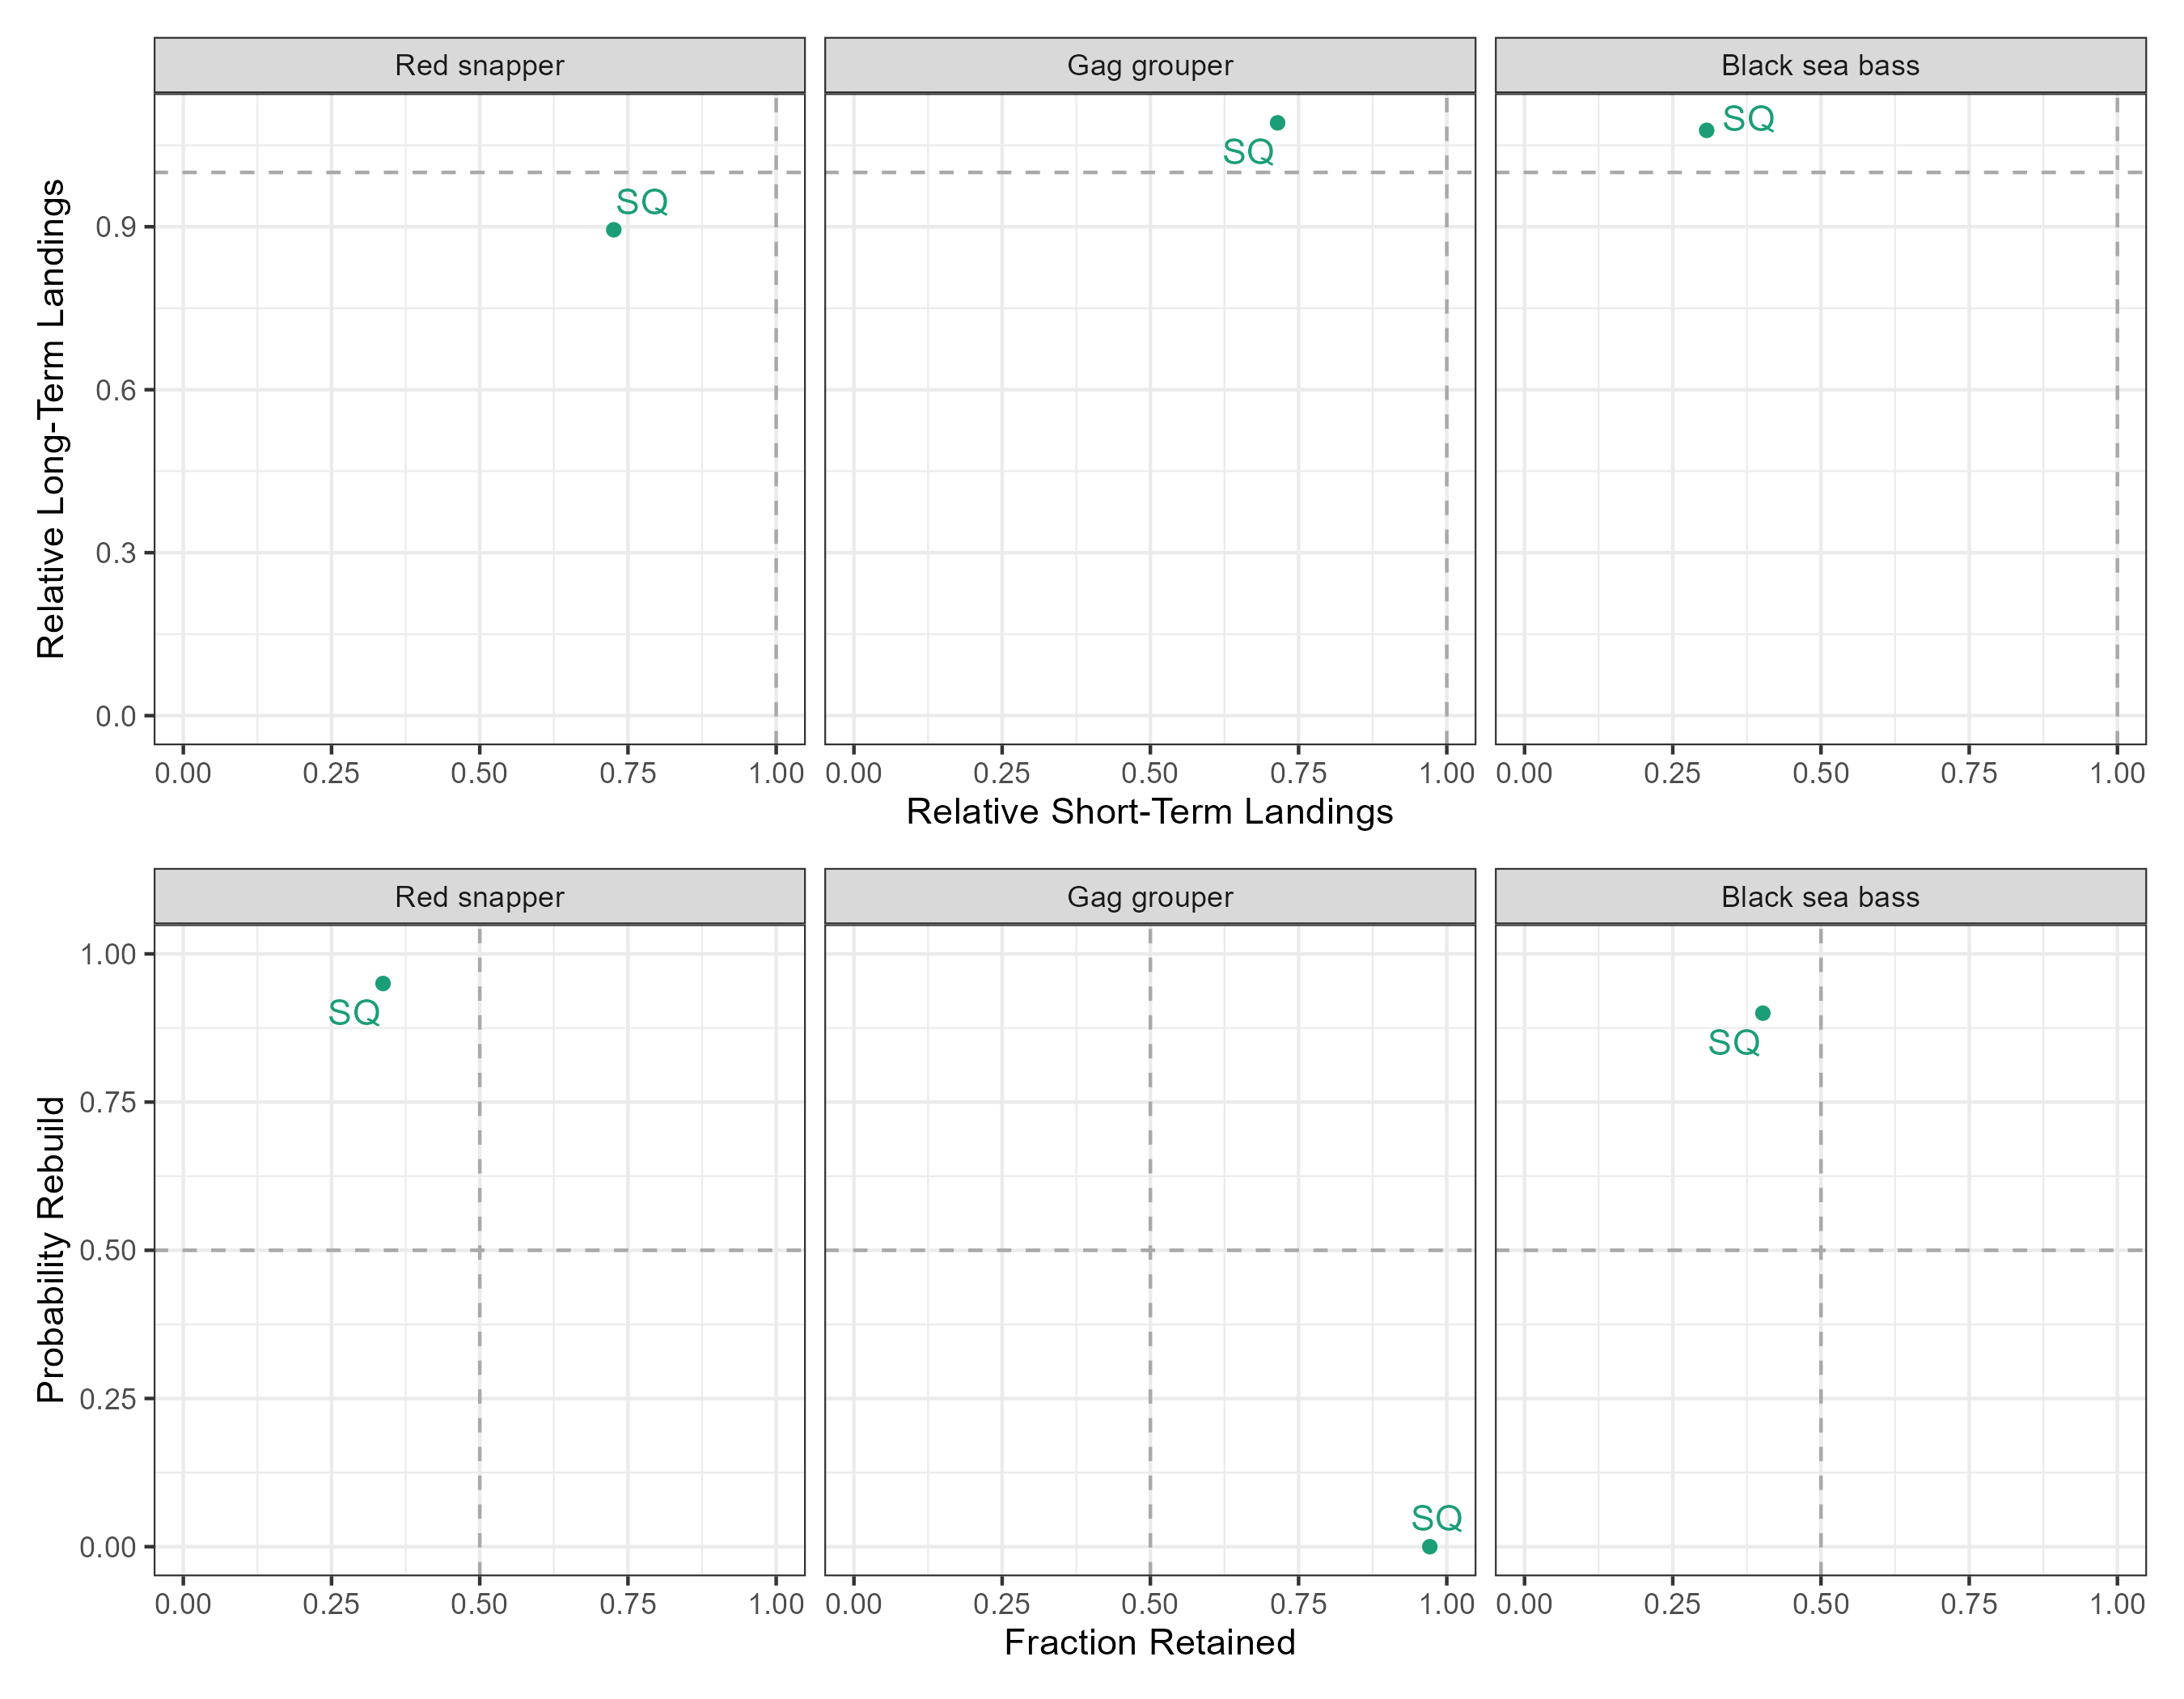 Red snapper Gag grouper Black sea bass
SQ SQ SQ
Relative Long-Term Landings
0.9
0.6
0.3
0.0
0.00 0.25 0.50 0.75 1.00 0.00 0.25 0.50 0.75 1.00 0.00 0.25 0.50 0.75 1.00
Relative Short-Term Landings
Red snapper Gag grouper Black sea bass
Probability Rebuild
1.00
SQ SQ
0.75
0.50
0.25
SQ
0.00
0.00 0.25 0.50 0.75 1.00 0.00 0.25 0.50 0.75 1.00 0.00 0.25 0.50 0.75 1.00
Fraction Retained